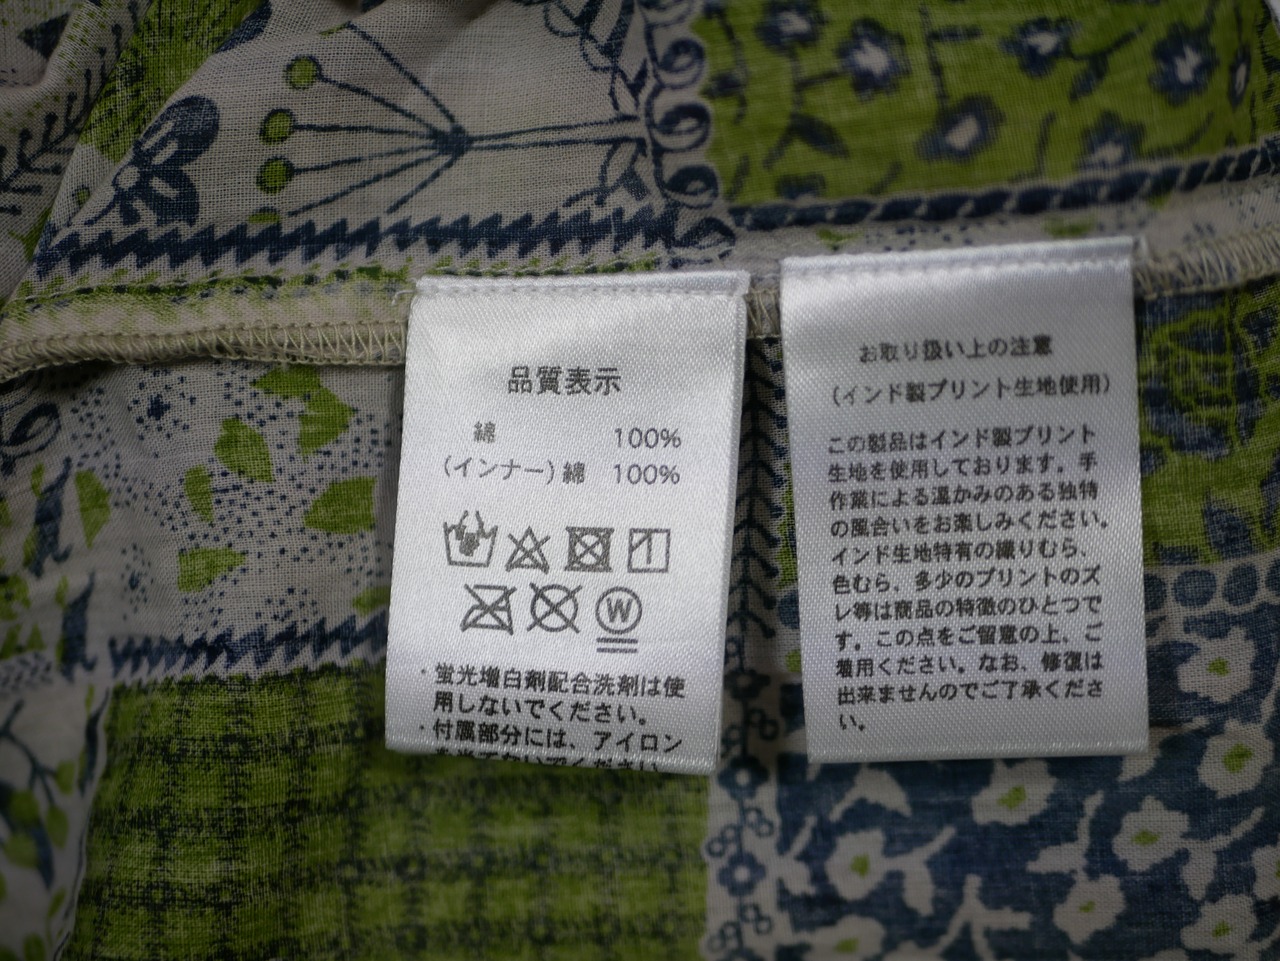 品質表示
綿 100%
(インナー) 綿 100%
W
・蛍光増白剤配合洗剤は使
用しないでください。
・付属部分には、アイロン
お取り扱い上の注意
(インド製プリント生地使用)
この製品はインド製プリント
生地を使用しております。手
作業による温かみのある独特
の風合いをお楽しみください。
インド生地特有の織りむら、
色むら、多少のプリントのズ
レ等は商品の特徴のひとつで
す。この点をご留意の上、ご
着用ください。なお、修復は
出来ませんのでご了承くださ
い。